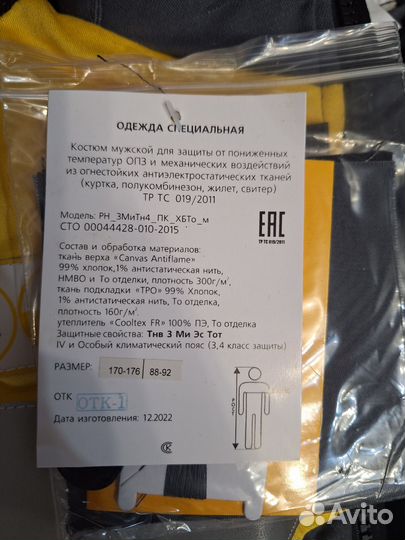 ОДЕЖДА СПЕЦИАЛЬНАЯ
Костюм мужской для защиты от пониженных
температур ОПЗ и механических воздействий
из огнестойких антиэлектростатических тканей
(куртка, полукомбинезон, жилет, свитер)
ТР ТС 019/2011
Модель: РН_ЗМиТн4_ПК_ХБТо_м
СТО 00044428-010-2015
EAC
ТР ТС 019/2011
Состав и обработка материалов:
ткань верха «Canvas Antiflame»
99% хлопок,1% антистатическая нить,
НМВО и То отделки, плотность 300г/м²,
ткань подкладки «ТРО» 99% Хлопок,
1% антистатическая нить, То отделка,
плотность 160г/м².
утеплитель «Cooltex FR» 100% ПЭ, То отделка
Защитные свойства: Тнв 3 Ми Эс Тот
IV и Особый климатический пояс (3,4 класс защиты)
РАЗМЕР: 170-176 88-92
ОТК ОТК-1
Дата изготовления: 12.2022
Avito